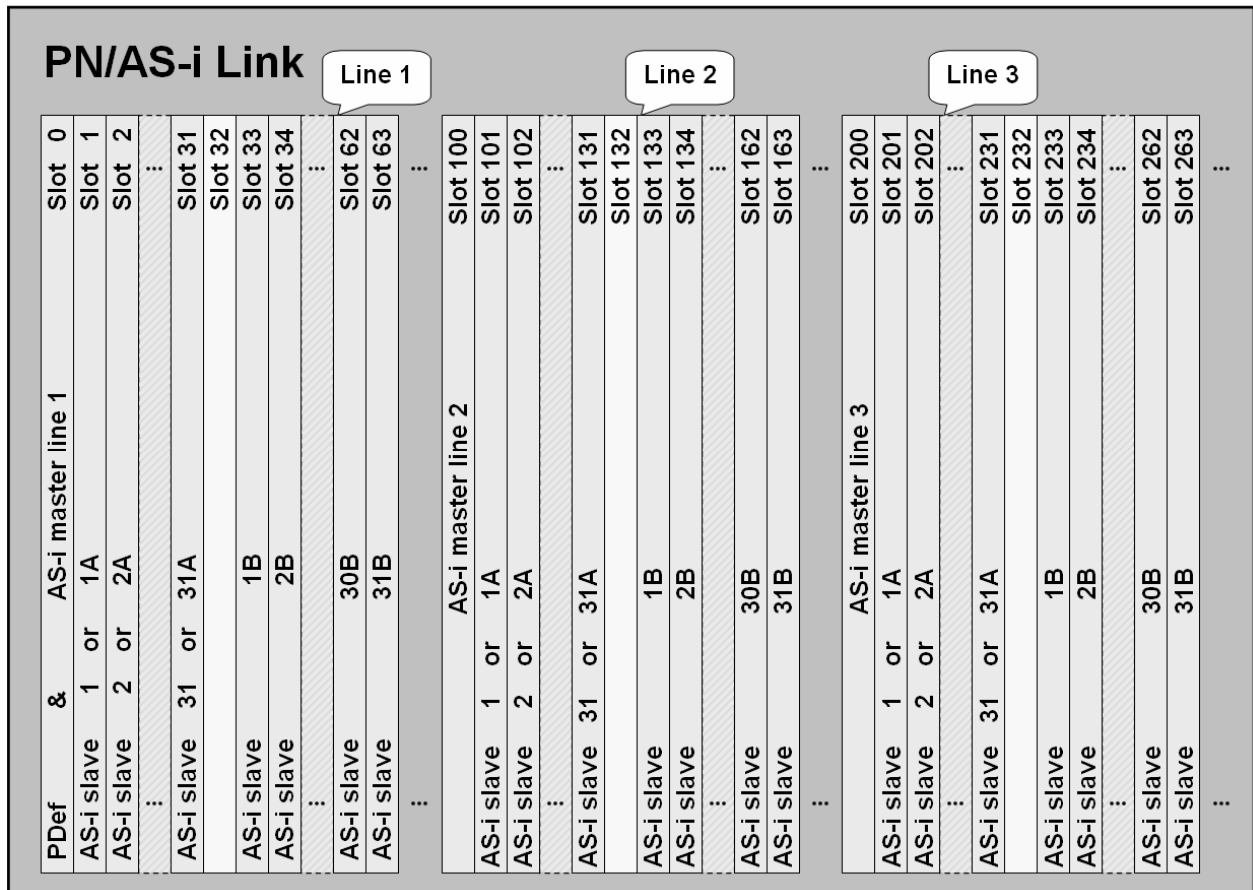 PN/AS-i Link
Line 1
Line 2
Line 3
PDef & AS-i master line 1 Slot 0
AS-i slave 1 or 1A Slot 1
AS-i slave 2 or 2A Slot 2
... ...
AS-i slave 31 or 31A Slot 31
Slot 32
AS-i slave 1B Slot 33
AS-i slave 2B Slot 34
... ...
AS-i slave 30B Slot 62
AS-i slave 31B Slot 63
... ...
AS-i master line 2 Slot 100
AS-i slave 1 or 1A Slot 101
AS-i slave 2 or 2A Slot 102
... ...
AS-i slave 31 or 31A Slot 131
Slot 132
AS-i slave 1B Slot 133
AS-i slave 2B Slot 134
... ...
AS-i slave 30B Slot 162
AS-i slave 31B Slot 163
... ...
AS-i master line 3 Slot 200
AS-i slave 1 or 1A Slot 201
AS-i slave 2 or 2A Slot 202
... ...
AS-i slave 31 or 31A Slot 231
Slot 232
AS-i slave 1B Slot 233
AS-i slave 2B Slot 234
... ...
AS-i slave 30B Slot 262
AS-i slave 31B Slot 263
... ...